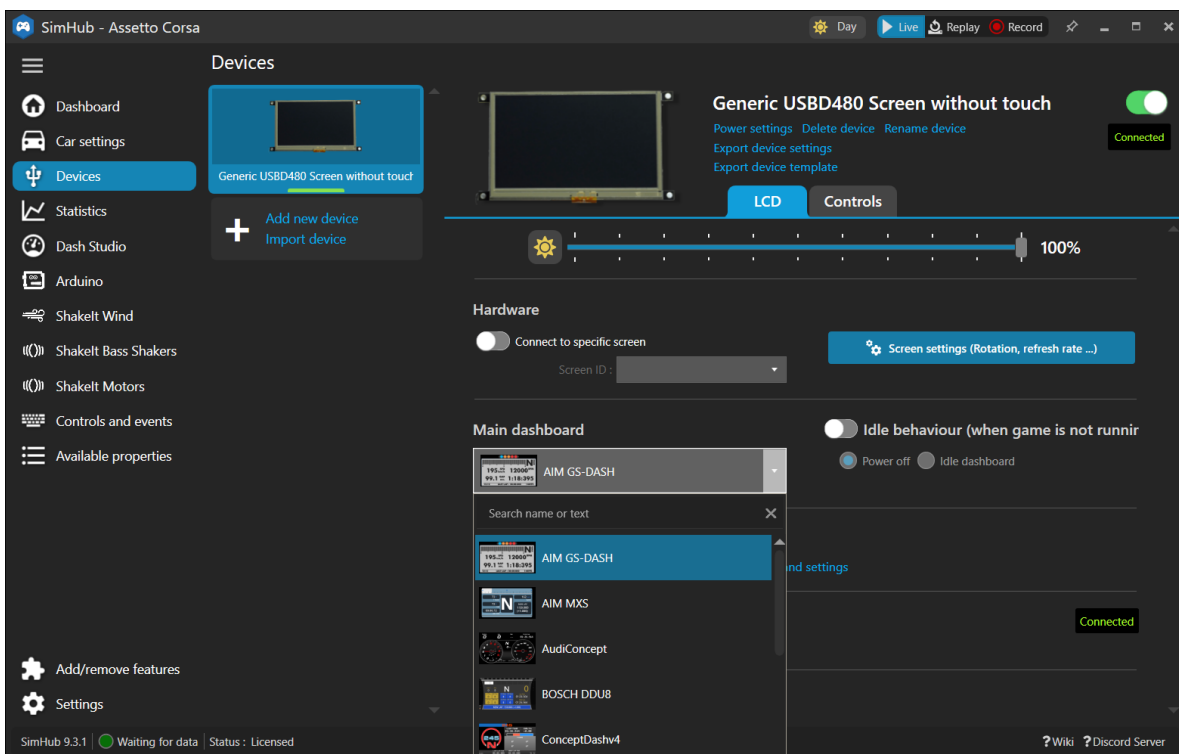 SimHub - Assetto Corsa
Day
Live
Replay
Record
Devices
Dashboard
Car settings
Devices
Statistics
Dash Studio
Arduino
ShakeIt Wind
ShakeIt Bass Shakers
ShakeIt Motors
Controls and events
Available properties
Add/remove features
Settings
Generic USBD480 Screen without touch
Add new device
Import device
Generic USBD480 Screen without touch
Power settings Delete device Rename device
Export device settings
Export device template
Connected
LCD
Controls
100%
Hardware
Connect to specific screen
Screen ID :
Screen settings (Rotation, refresh rate ...)
Main dashboard
Idle behaviour (when game is not runnir
Power off
Idle dashboard
AIM GS-DASH
Search name or text
AIM GS-DASH
AIM MXS
AudiConcept
BOSCH DDU8
ConceptDashv4
and settings
Connected
SimHub 9.3.1
Waiting for data
Status : Licensed
?Wiki ?Discord Server